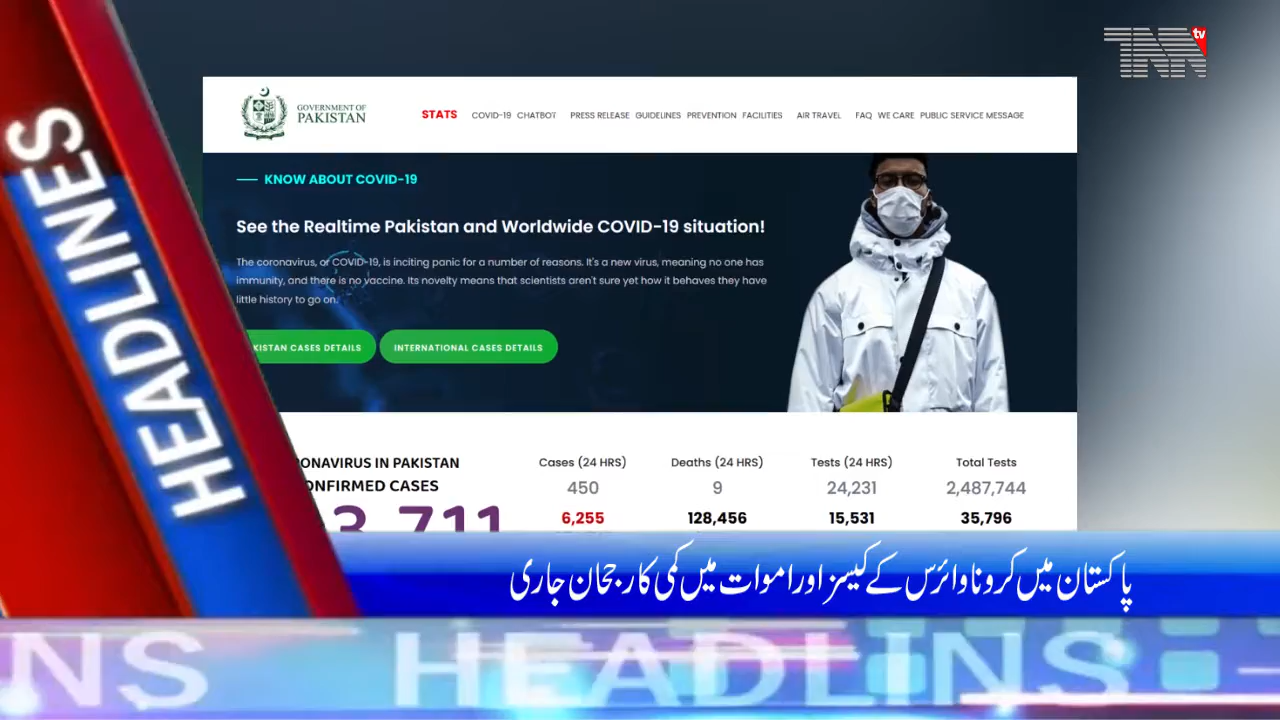 TNN tv
HEADLINES
GOVERNMENT OF
PAKISTAN
STATS COVID-19 CHATBOT PRESS RELEASE GUIDELINES PREVENTION FACILITIES AIR TRAVEL FAQ WE CARE PUBLIC SERVICE MESSAGE
KNOW ABOUT COVID-19
See the Realtime Pakistan and Worldwide COVID-19 situation!
The coronavirus, or COVID-19, is inciting panic for a number of reasons. It's a new virus, meaning no one has
immunity, and there is no vaccine. Its novelty means that scientists aren't sure yet how it behaves they have
little history to go on.
KISTAN CASES DETAILS INTERNATIONAL CASES DETAILS
ONAVIRUS IN PAKISTAN
ONFIRMED CASES
3,711
Cases (24 HRS) Deaths (24 HRS) Tests (24 HRS) Total Tests
450 9 24,231 2,487,744
6,255 128,456 15,531 35,796
پاکستان میں کرونا وائرس کے کیسز اور اموات میں کمی کا رجحان جاری
NS HEADLINS